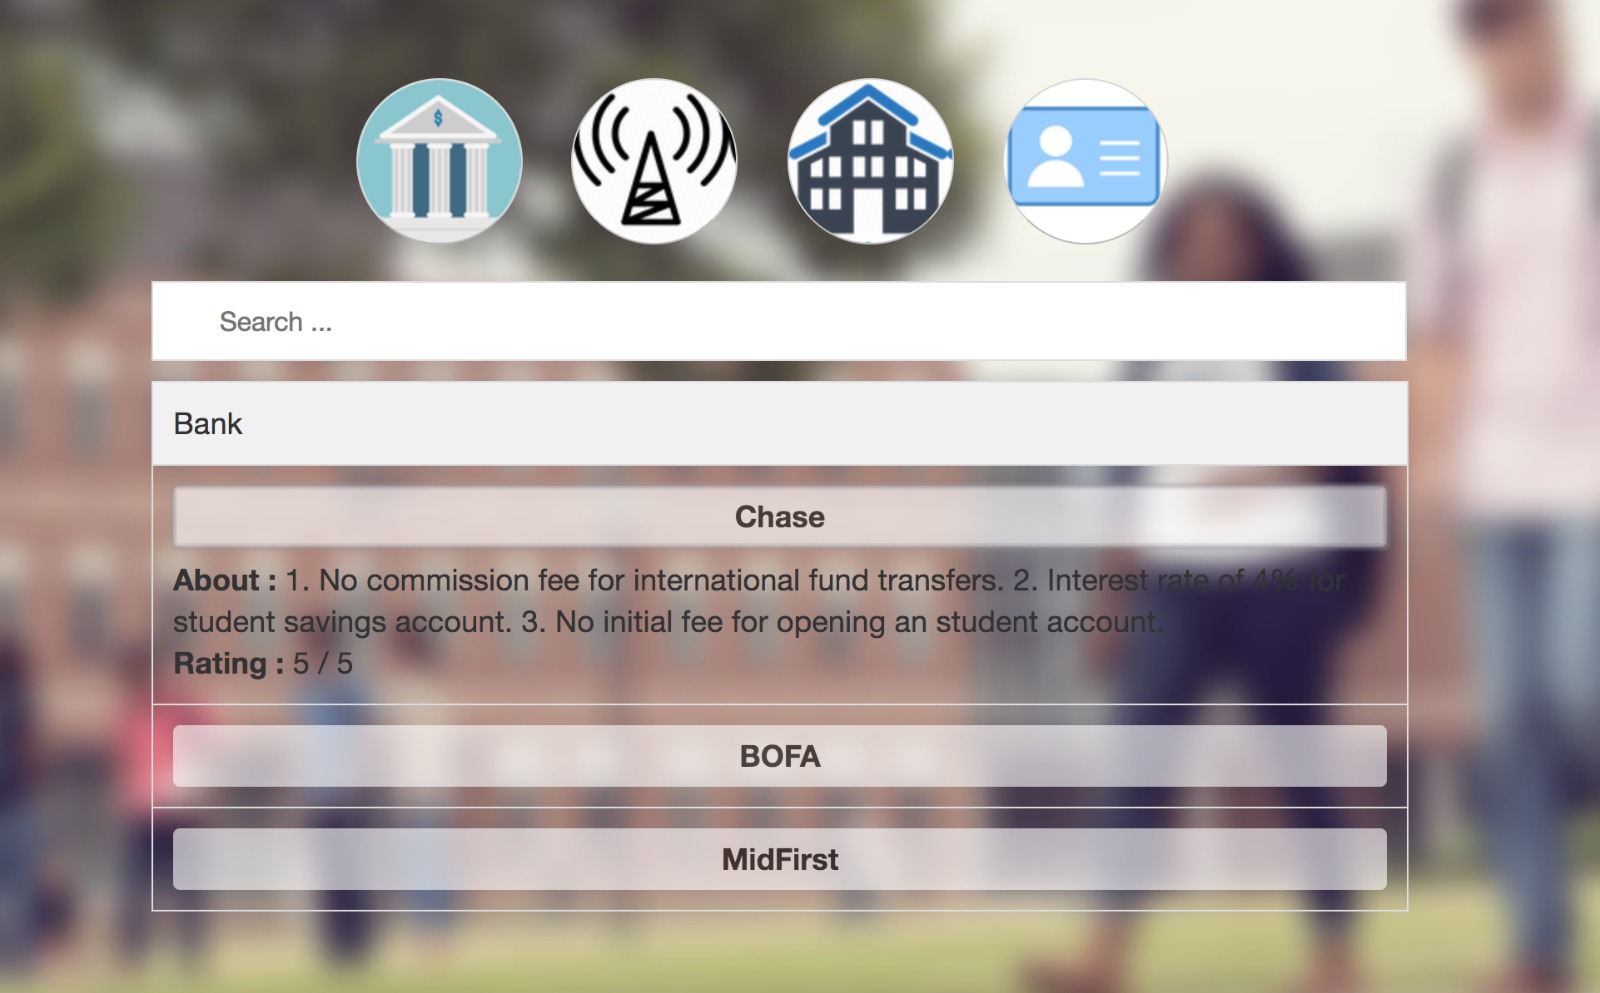 $
Search ...
Bank
Chase
About : 1. No commission fee for international fund transfers. 2. Interest rate of 4% for
student savings account. 3. No initial fee for opening an student account.
Rating : 5 / 5
BOFA
MidFirst